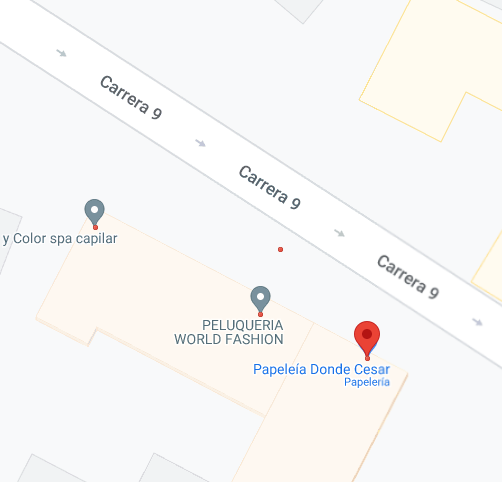 Carrera 9
Carrera 9
Carrera 9
y Color spa capilar
PELUQUERIA
WORLD FASHION
Papeleía Donde Cesar
Papelería